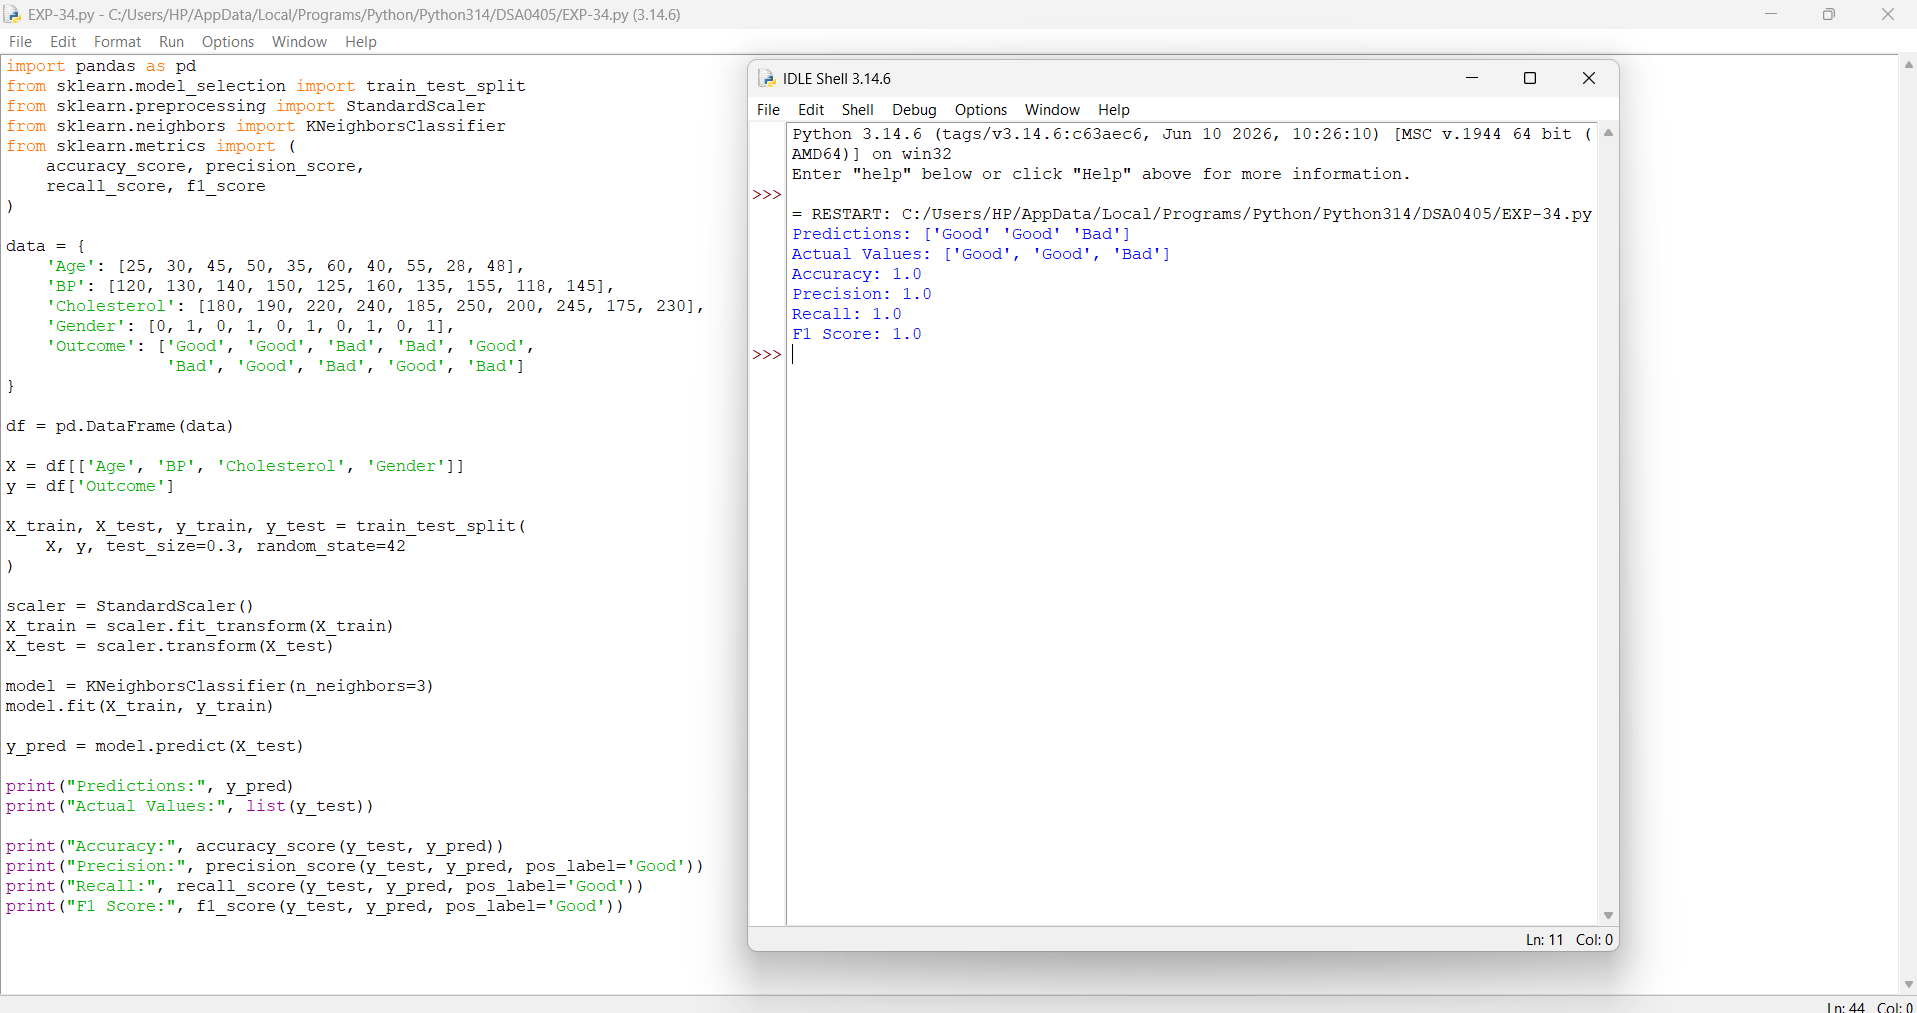 EXP-34.py - C:/Users/HP/AppData/Local/Programs/Python/Python314/DSA0405/EXP-34.py (3.14.6)
File Edit Format Run Options Window Help
import pandas as pd
from sklearn.model_selection import train_test_split
from sklearn.preprocessing import StandardScaler
from sklearn.neighbors import KNeighborsClassifier
from sklearn.metrics import (
    accuracy_score, precision_score,
    recall_score, f1_score
)
data = {
    'Age': [25, 30, 45, 50, 35, 60, 40, 55, 28, 48],
    'BP': [120, 130, 140, 150, 125, 160, 135, 155, 118, 145],
    'Cholesterol': [180, 190, 220, 240, 185, 250, 200, 245, 175, 230],
    'Gender': [0, 1, 0, 1, 0, 1, 0, 1, 0, 1],
    'Outcome': ['Good', 'Good', 'Bad', 'Bad', 'Good',
                'Bad', 'Good', 'Bad', 'Good', 'Bad']
}
df = pd.DataFrame(data)
X = df[['Age', 'BP', 'Cholesterol', 'Gender']]
y = df['Outcome']
X_train, X_test, y_train, y_test = train_test_split(
    X, y, test_size=0.3, random_state=42
)
scaler = StandardScaler()
X_train = scaler.fit_transform(X_train)
X_test = scaler.transform(X_test)
model = KNeighborsClassifier(n_neighbors=3)
model.fit(X_train, y_train)
y_pred = model.predict(X_test)
print("Predictions:", y_pred)
print("Actual Values:", list(y_test))
print("Accuracy:", accuracy_score(y_test, y_pred))
print("Precision:", precision_score(y_test, y_pred, pos_label='Good'))
print("Recall:", recall_score(y_test, y_pred, pos_label='Good'))
print("F1 Score:", f1_score(y_test, y_pred, pos_label='Good'))
IDLE Shell 3.14.6
File Edit Shell Debug Options Window Help
Python 3.14.6 (tags/v3.14.6:c63aec6, Jun 10 2026, 10:26:10) [MSC v.1944 64 bit (
AMD64)] on win32
Enter "help" below or click "Help" above for more information.
>>>
= RESTART: C:/Users/HP/AppData/Local/Programs/Python/Python314/DSA0405/EXP-34.py
Predictions: ['Good' 'Good' 'Bad']
Actual Values: ['Good', 'Good', 'Bad']
Accuracy: 1.0
Precision: 1.0
Recall: 1.0
F1 Score: 1.0
>>>
Ln: 11 Col: 0
Ln: 44 Col: 0